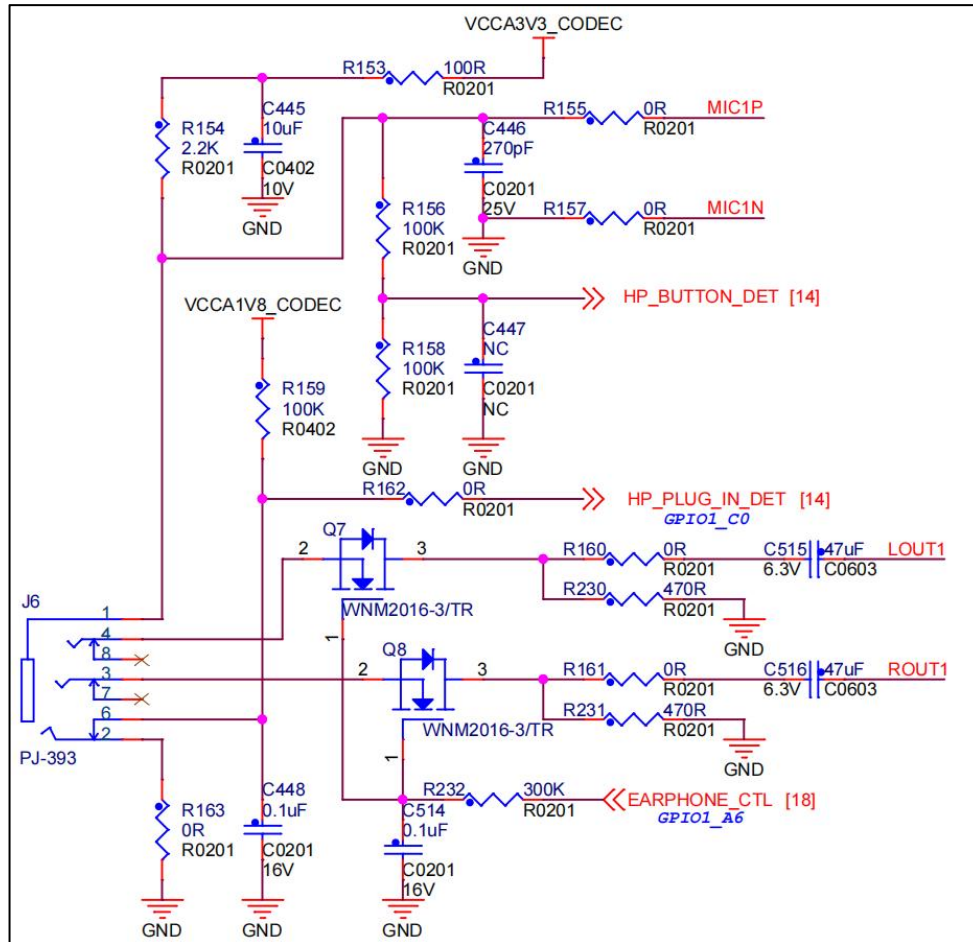 VCCA3V3_CODEC
R153 100R
R0201
C445
10uF
C0402
10V
GND
R154
2.2K
R0201
R155 0R MIC1P
R0201
C446
270pF
C0201
25V
R157 0R MIC1N
R0201
GND
R156
100K
R0201
HP_BUTTON_DET [14]
VCCA1V8_CODEC
C447
NC
C0201
NC
R158
100K
R0201
GND GND
R159
100K
R0402
R162 0R HP_PLUG_IN_DET [14]
R0201 GPIO1_C0
Q7
2 3
1
WNM2016-3/TR
R160 0R C515 47uF LOUT1
R0201 6.3V C0603
R230 470R
R0201
GND
J6
1
4
8
3
7
6
2
PJ-393
Q8
2 3
1
WNM2016-3/TR
R161 0R C516 47uF ROUT1
R0201 6.3V C0603
R231 470R
R0201
GND
R232 300K EARPHONE_CTL [18]
R0201 GPIO1_A6
R163
0R
R0201
GND
C448
0.1uF
C0201
16V
GND
C514
0.1uF
C0201
16V
GND